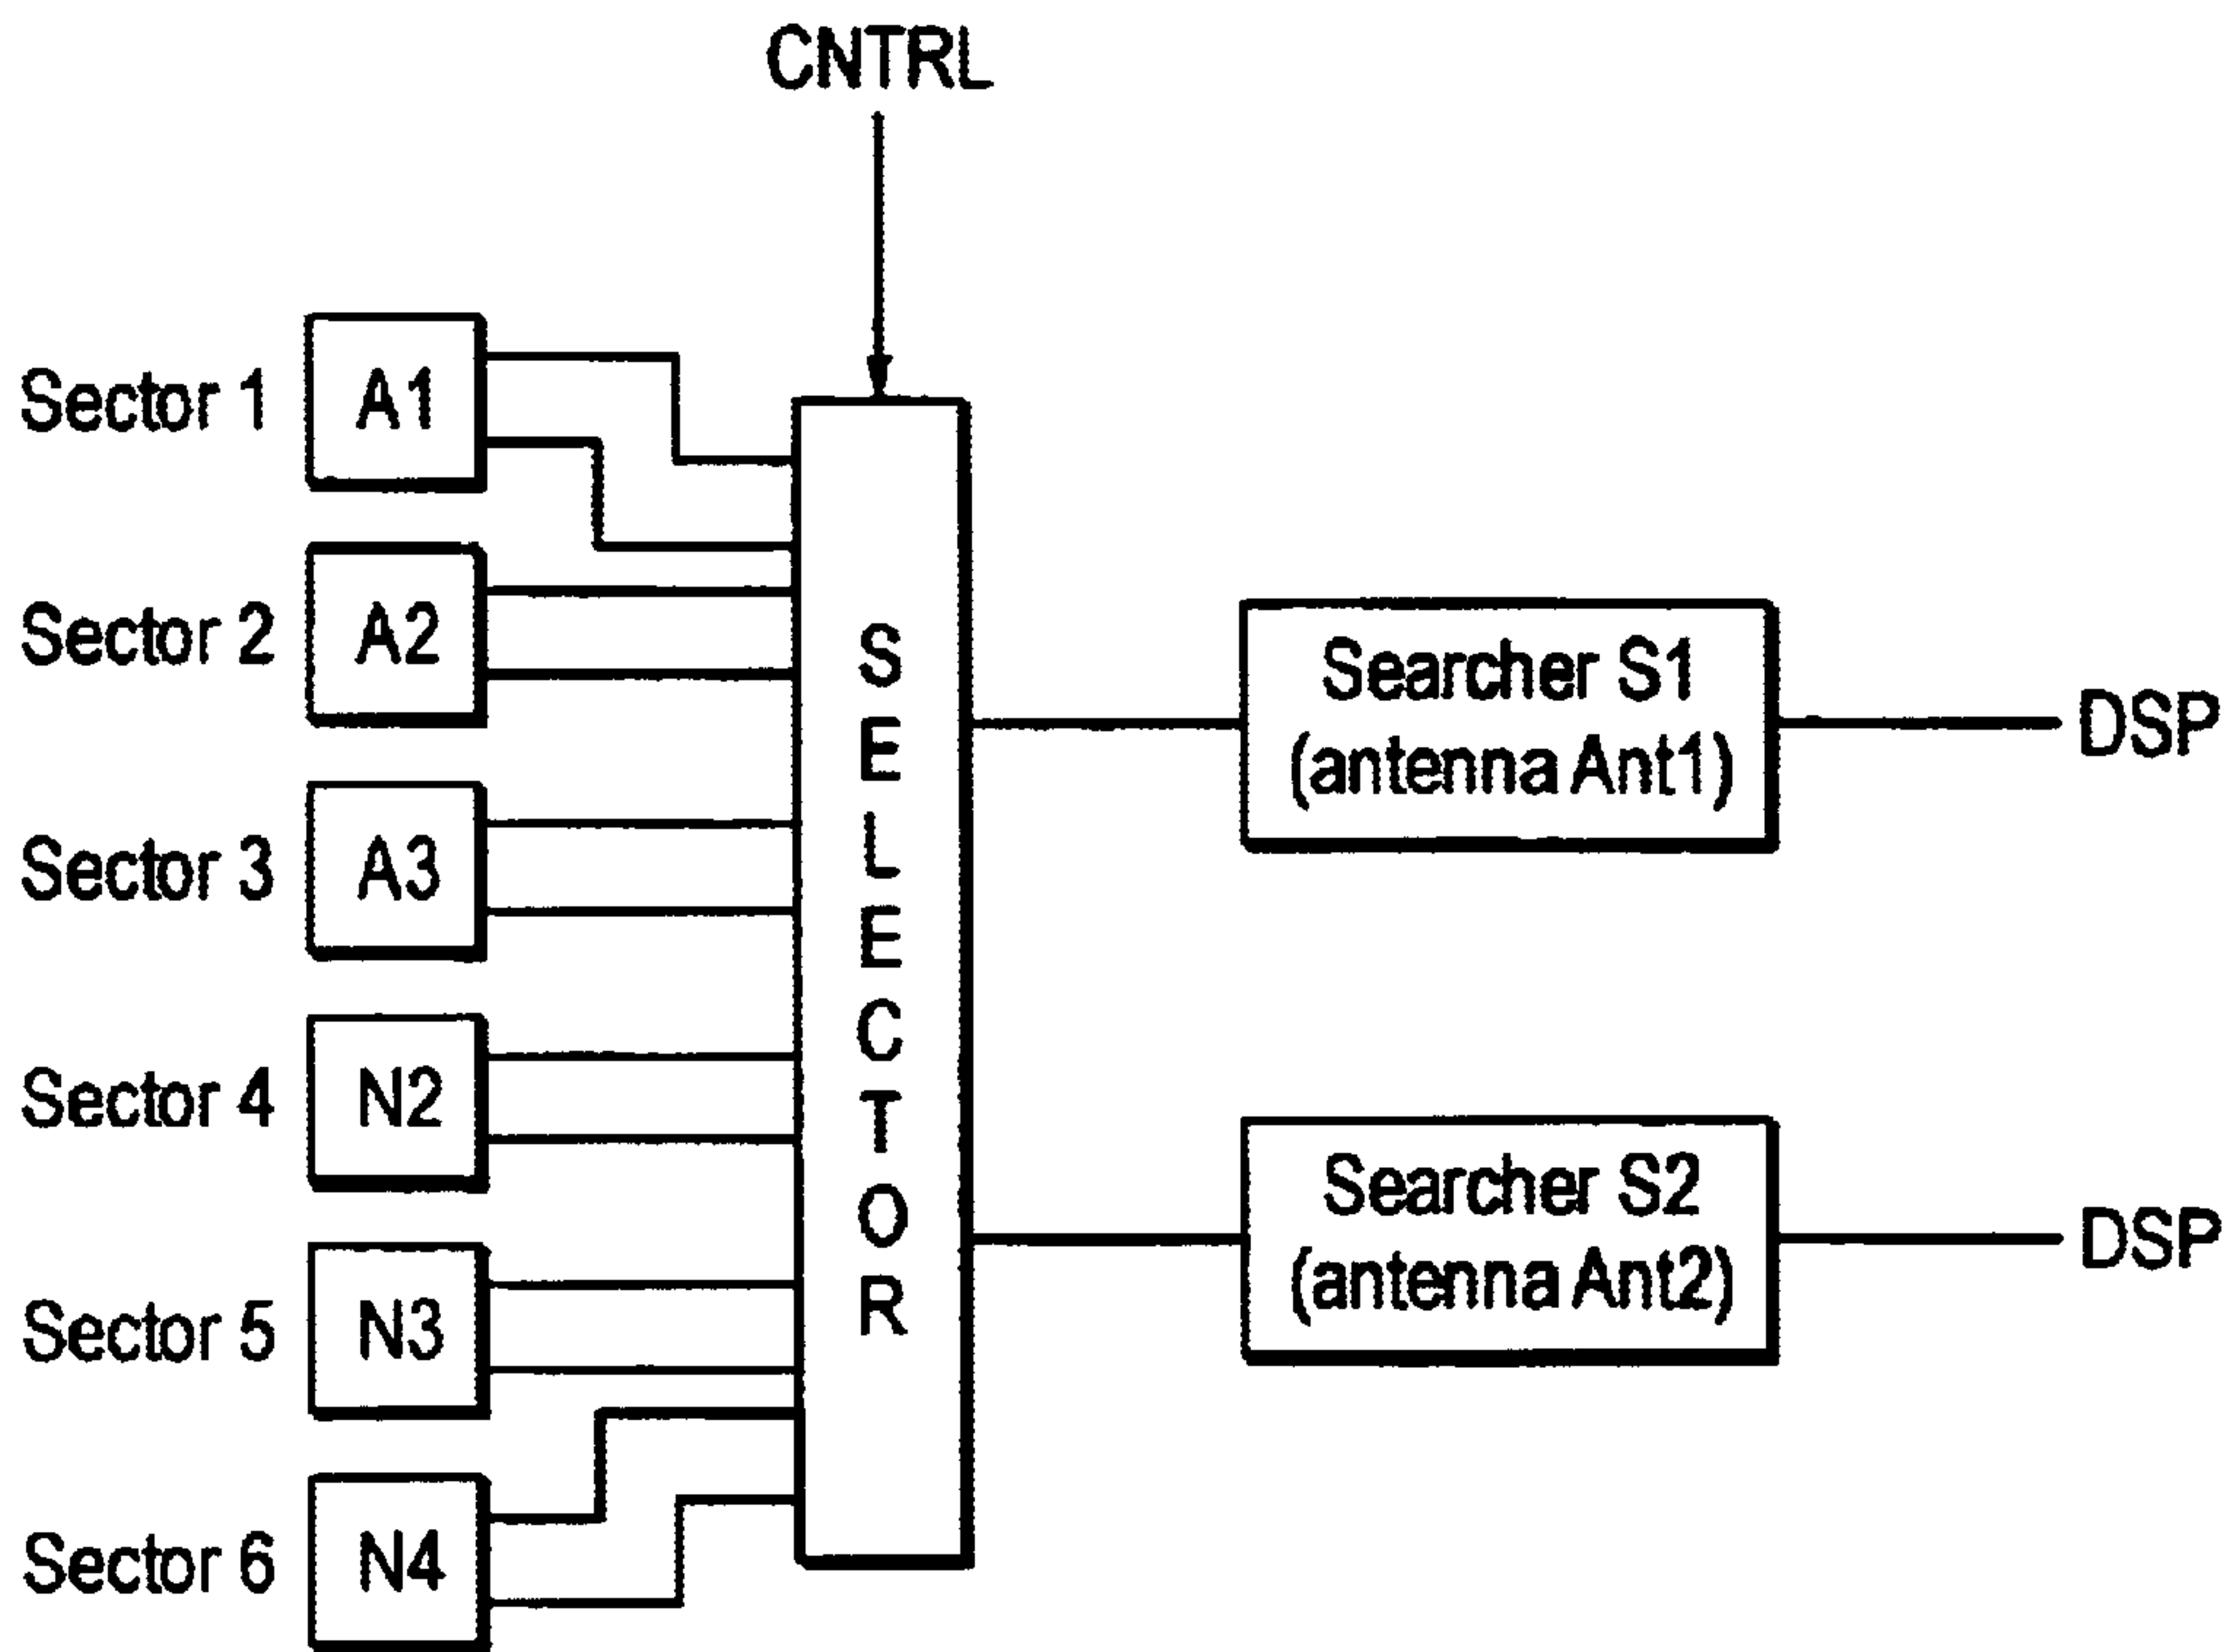 CNTRL
Sector 1 A1
Sector 2 A2
Sector 3 A3
Sector 4 N2
Sector 5 N3
Sector 6 N4
SELECTOR
Searcher S1
(antenna Ant1)
DSP
Searcher S2
(antenna Ant2)
DSP